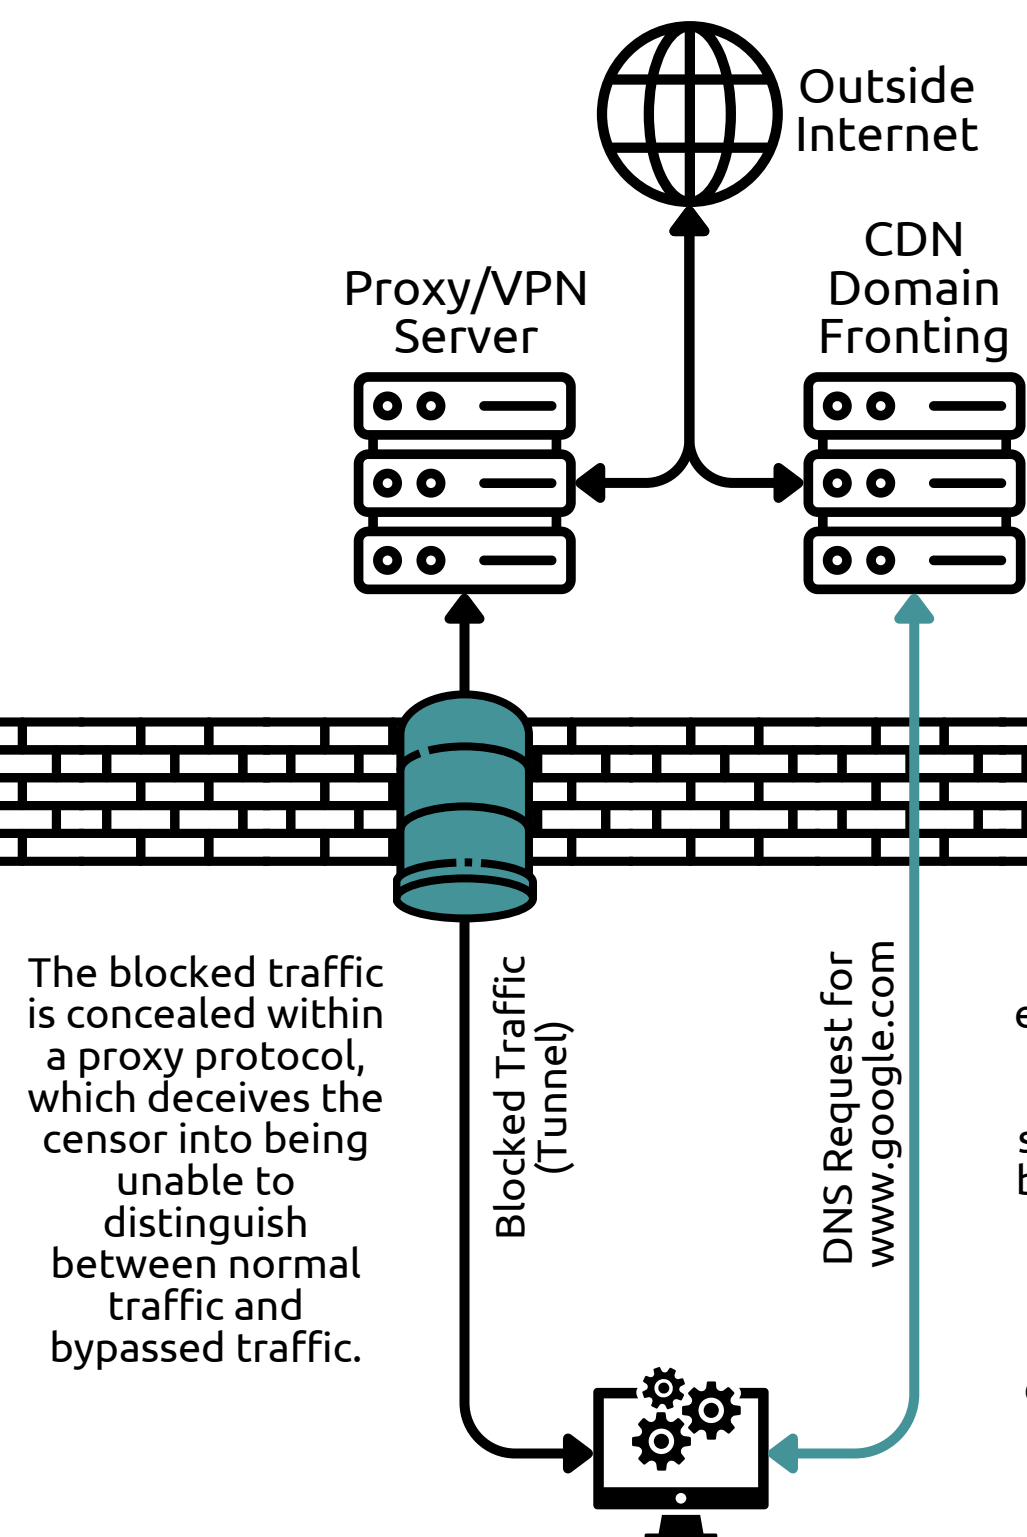 Outside
Internet
CDN
Domain
Fronting
Proxy/VPN
Server
The blocked traffic
is concealed within
a proxy protocol,
which deceives the
censor into being
unable to
distinguish
between normal
traffic and
bypassed traffic.
Blocked Traffic
(Tunnel)
DNS Request for
www.google.com